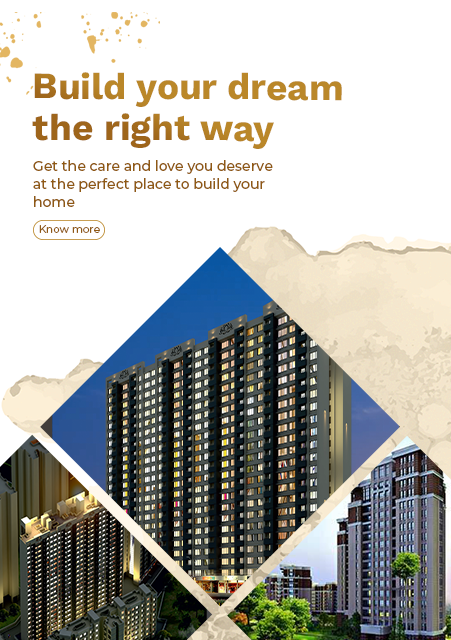 Build your dream
the right way
Get the care and love you deserve
at the perfect place to build your
home
Know more